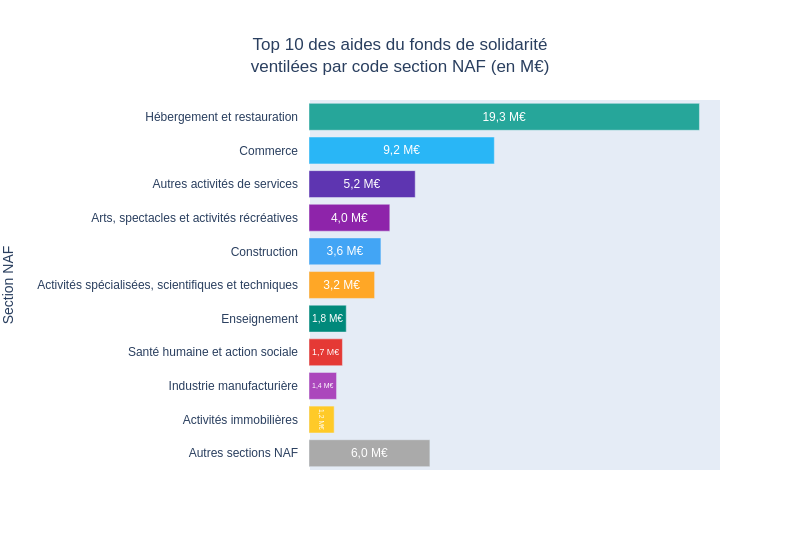 Top 10 des aides du fonds de solidarité
ventilées par code section NAF (en M€)
Section NAF
Hébergement et restauration 19,3 M€
Commerce 9,2 M€
Autres activités de services 5,2 M€
Arts, spectacles et activités récréatives 4,0 M€
Construction 3,6 M€
Activités spécialisées, scientifiques et techniques 3,2 M€
Enseignement 1,8 M€
Santé humaine et action sociale 1,7 M€
Industrie manufacturière 1,4 M€
Activités immobilières
Autres sections NAF 6,0 M€